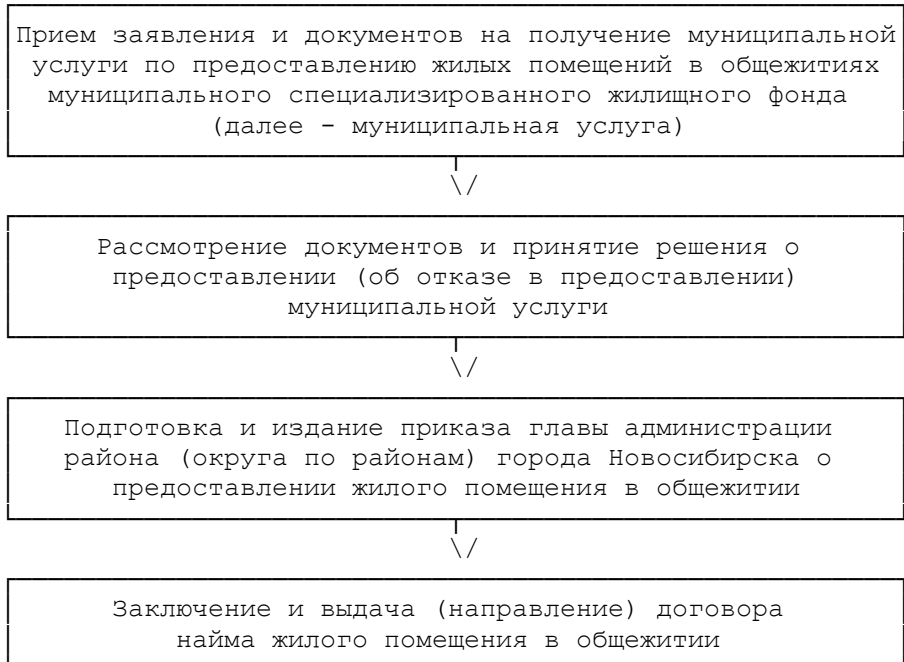 Прием заявления и документов на получение муниципальной
услуги по предоставлению жилых помещений в общежитиях
муниципального специализированного жилищного фонда
(далее - муниципальная услуга)
Рассмотрение документов и принятие решения о
предоставлении (об отказе в предоставлении)
муниципальной услуги
Подготовка и издание приказа главы администрации
района (округа по районам) города Новосибирска о
предоставлении жилого помещения в общежитии
Заключение и выдача (направление) договора
найма жилого помещения в общежитии